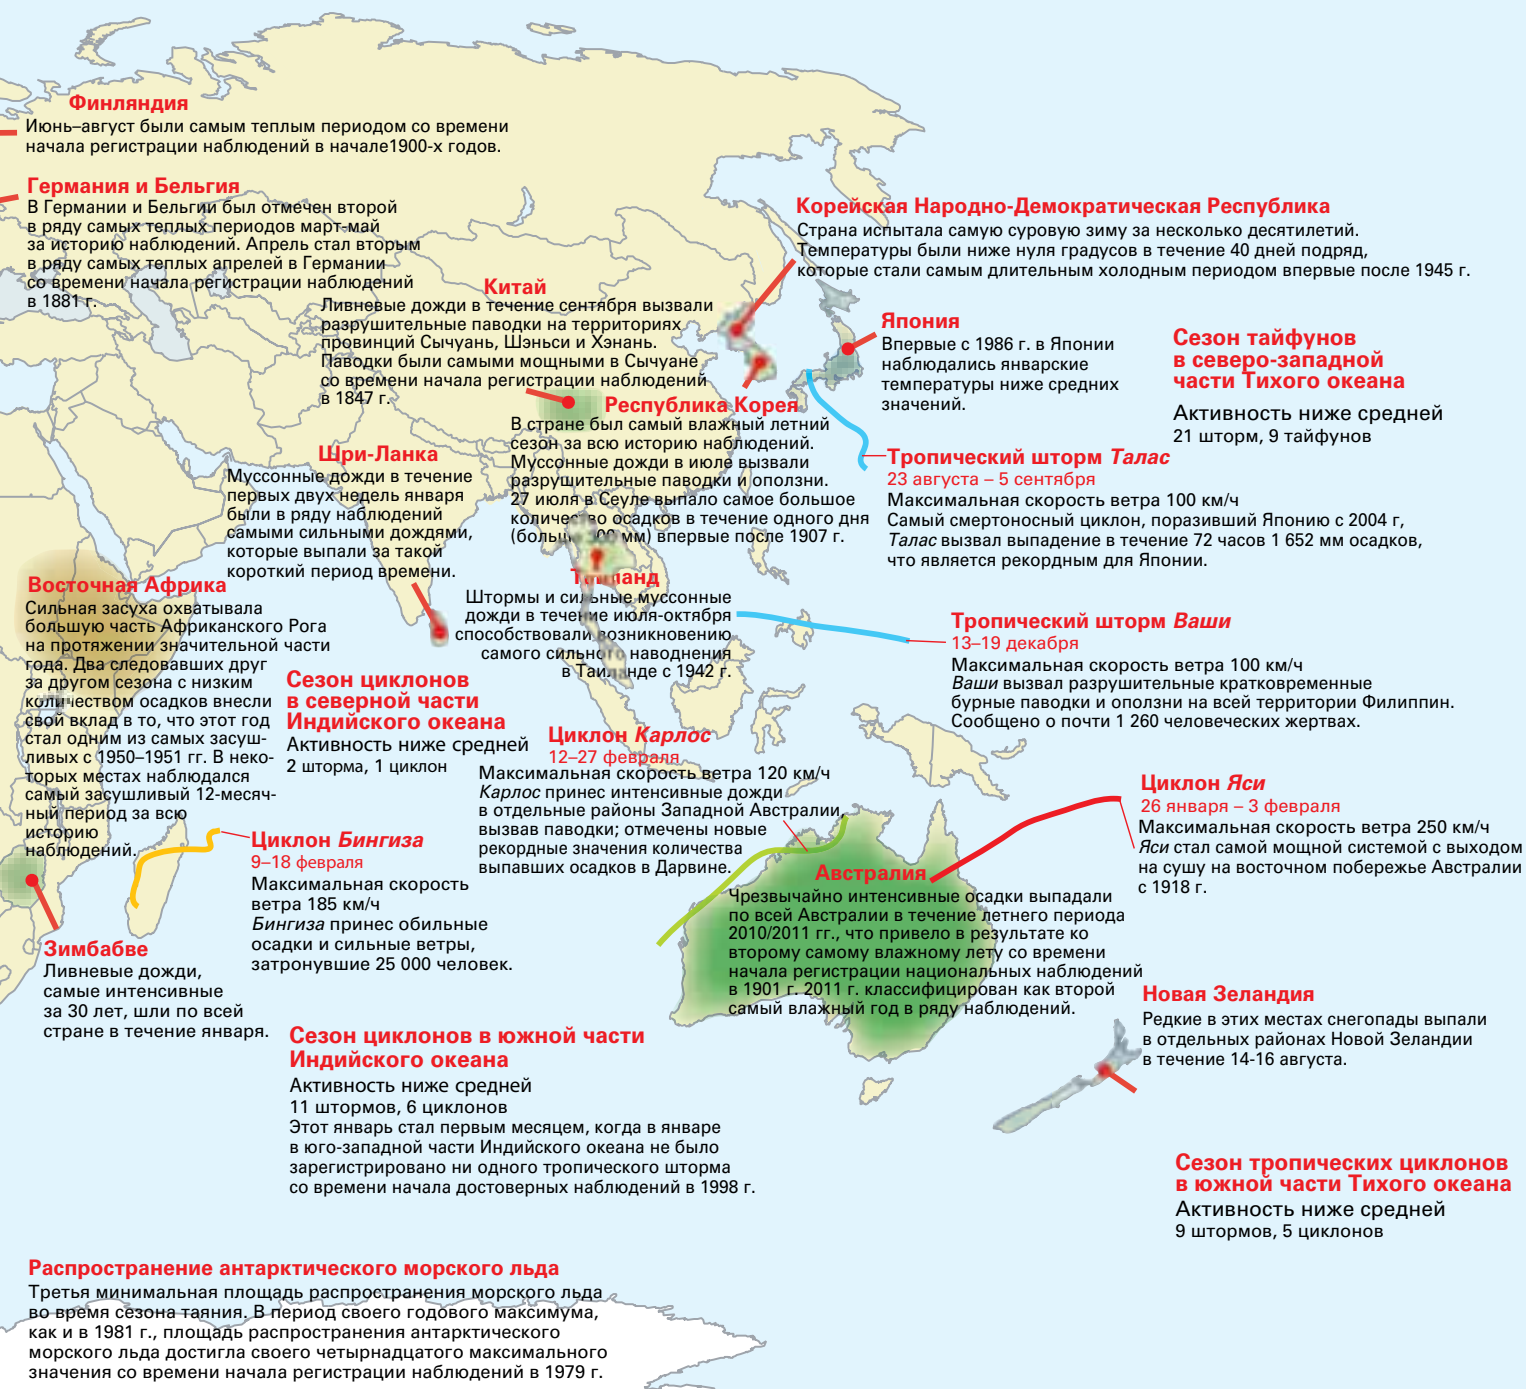 Финляндия
Июнь–август были самым теплым периодом со времени
начала регистрации наблюдений в начале1900-х годов.
Германия и Бельгия
В Германии и Бельгии был отмечен второй
в ряду самых теплых периодов март-май
за историю наблюдений. Апрель стал вторым
в ряду самых теплых апрелей в Германии
со времени начала регистрации наблюдений
в 1881 г.
Корейская Народно-Демократическая Республика
Страна испытала самую суровую зиму за несколько десятилетий.
Температуры были ниже нуля градусов в течение 40 дней подряд,
которые стали самым длительным холодным периодом впервые после 1945 г.
Китай
Ливневые дожди в течение сентября вызвали
разрушительные паводки на территориях
провинций Сычуань, Шэньси и Хэнань.
Паводки были самыми мощными в Сычуане
со времени начала регистрации наблюдений
в 1847 г.
Япония
Впервые с 1986 г. в Японии
наблюдались январские
температуры ниже средних
значений.
Сезон тайфунов
в северо-западной
части Тихого океана
Активность ниже средней
21 шторм, 9 тайфунов
Республика Корея
В стране был самый влажный летний
сезон за всю историю наблюдений.
Муссонные дожди в июле вызвали
разрушительные паводки и оползни.
27 июля в Сеуле выпало самое большое
количество осадков в течение одного дня
(больше 300 мм) впервые после 1907 г.
Шри-Ланка
Муссонные дожди в течение
первых двух недель января
были в ряду наблюдений
самыми сильными дождями,
которые выпали за такой
короткий период времени.
Тропический шторм Талас
23 августа – 5 сентября
Максимальная скорость ветра 100 км/ч
Самый смертоносный циклон, поразивший Японию с 2004 г,
Талас вызвал выпадение в течение 72 часов 1 652 мм осадков,
что является рекордным для Японии.
Таиланд
Штормы и сильные муссонные
дожди в течение июля-октября
способствовали возникновению
самого сильного наводнения
в Таиланде с 1942 г.
Восточная Африка
Сильная засуха охватывала
большую часть Африканского Рога
на протяжении значительной части
года. Два следовавших друг
за другом сезона с низким
количеством осадков внесли
свой вклад в то, что этот год
стал одним из самых засуш-
ливых с 1950–1951 гг. В неко-
торых местах наблюдался
самый засушливый 12-месяч-
ный период за всю
историю
наблюдений.
Тропический шторм Ваши
13–19 декабря
Максимальная скорость ветра 100 км/ч
Ваши вызвал разрушительные кратковременные
бурные паводки и оползни на всей территории Филиппин.
Сообщено о почти 1 260 человеческих жертвах.
Сезон циклонов
в северной части
Индийского океана
Активность ниже средней
2 шторма, 1 циклон
Циклон Карлос
12–27 февраля
Максимальная скорость ветра 120 км/ч
Карлос принес интенсивные дожди
в отдельные районы Западной Австралии,
вызвав паводки; отмечены новые
рекордные значения количества
выпавших осадков в Дарвине.
Циклон Яси
26 января – 3 февраля
Максимальная скорость ветра 250 км/ч
Яси стал самой мощной системой с выходом
на сушу на восточном побережье Австралии
с 1918 г.
Циклон Бингиза
9–18 февраля
Максимальная скорость
ветра 185 км/ч
Бингиза принес обильные
осадки и сильные ветры,
затронувшие 25 000 человек.
Австралия
Чрезвычайно интенсивные осадки выпадали
по всей Австралии в течение летнего периода
2010/2011 гг., что привело в результате ко
второму самому влажному лету со времени
начала регистрации национальных наблюдений
в 1901 г. 2011 г. классифицирован как второй
самый влажный год в ряду наблюдений.
Зимбабве
Ливневые дожди,
самые интенсивные
за 30 лет, шли по всей
стране в течение января.
Новая Зеландия
Редкие в этих местах снегопады выпали
в отдельных районах Новой Зеландии
в течение 14-16 августа.
Сезон циклонов в южной части
Индийского океана
Активность ниже средней
11 штормов, 6 циклонов
Этот январь стал первым месяцем, когда в январе
в юго-западной части Индийского океана не было
зарегистрировано ни одного тропического шторма
со времени начала достоверных наблюдений в 1998 г.
Сезон тропических циклонов
в южной части Тихого океана
Активность ниже средней
9 штормов, 5 циклонов
Распространение антарктического морского льда
Третья минимальная площадь распространения морского льда
во время сезона таяния. В период своего годового максимума,
как и в 1981 г., площадь распространения антарктического
морского льда достигла своего четырнадцатого максимального
значения со времени начала регистрации наблюдений в 1979 г.